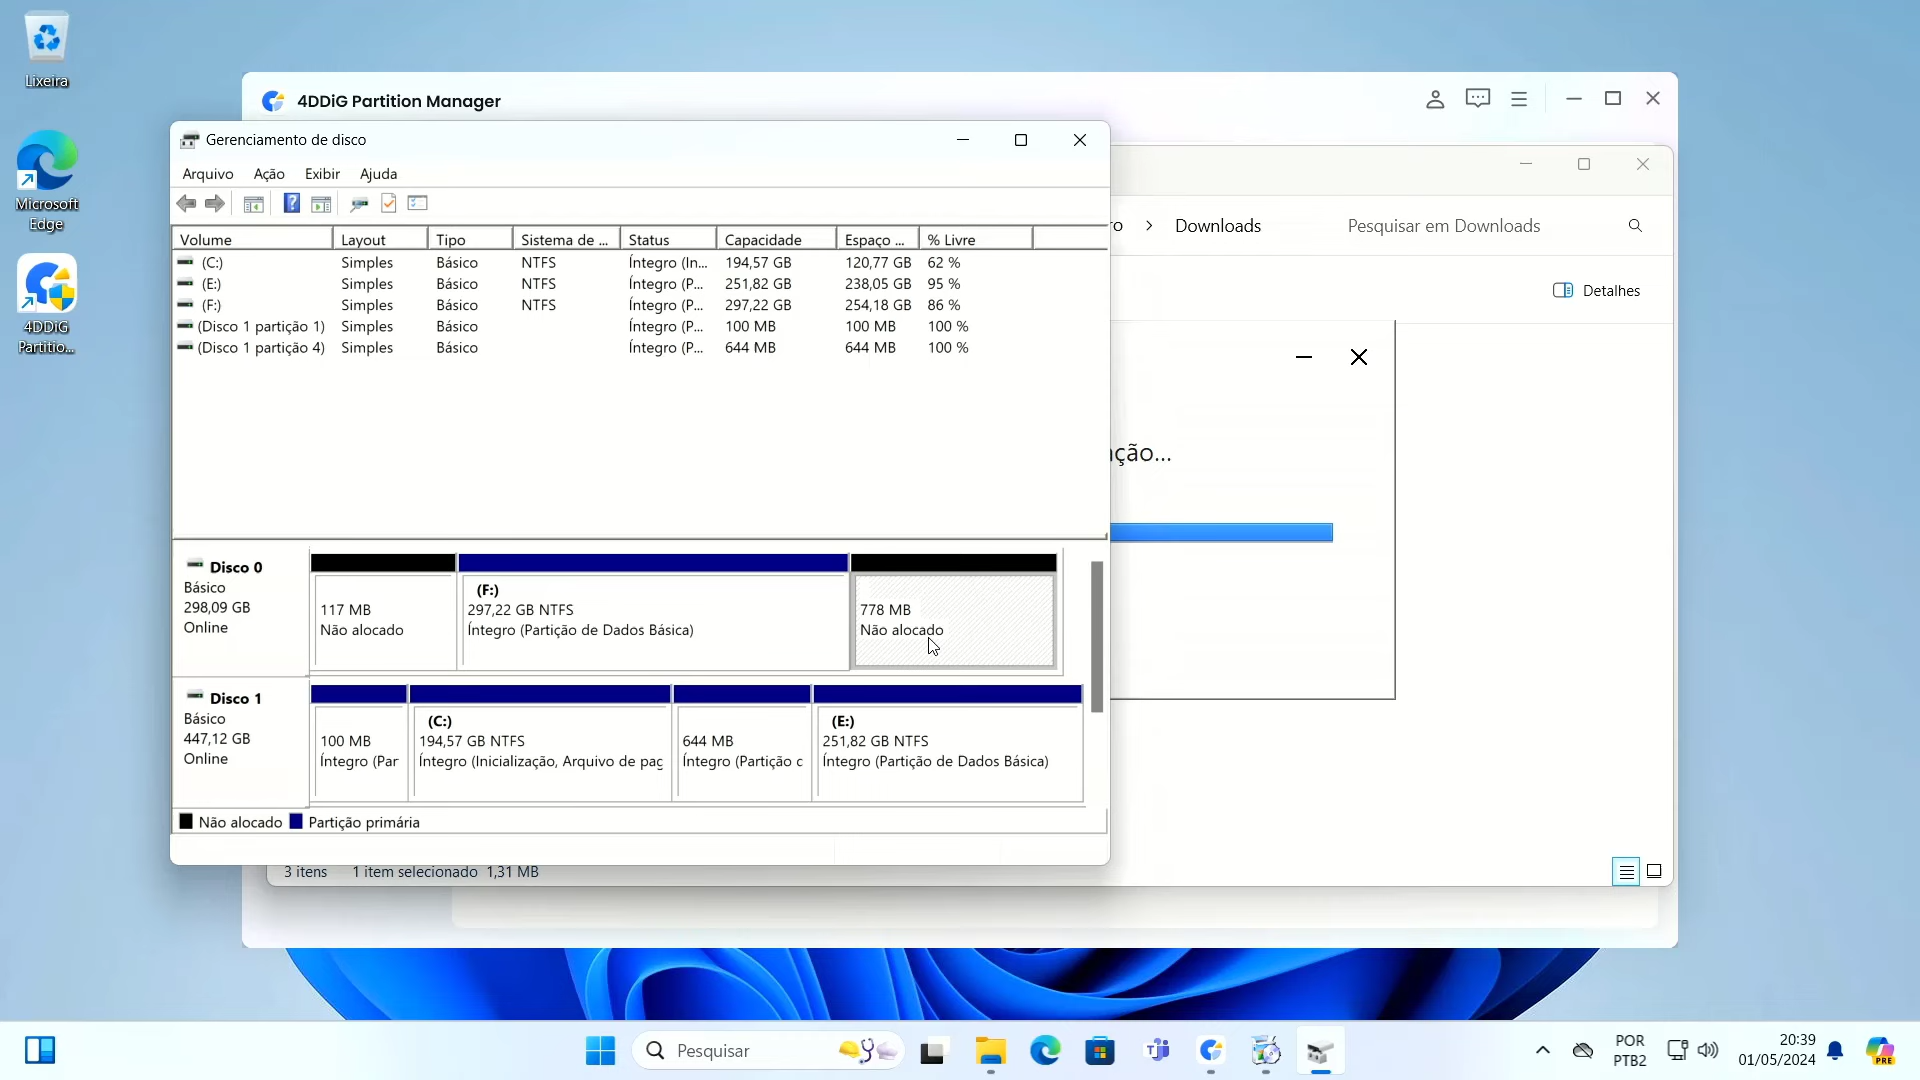 Lixeira
Microsoft
Edge
4DDiG
Partitio...
4DDiG Partition Manager
Gerenciamento de disco
Arquivo Ação Exibir Ajuda
Volume Layout Tipo Sistema de ... Status Capacidade Espaço ... % Livre
(C:) Simples Básico NTFS Íntegro (In... 194,57 GB 120,77 GB 62 %
(E:) Simples Básico NTFS Íntegro (P... 251,82 GB 238,05 GB 95 %
(F:) Simples Básico NTFS Íntegro (P... 297,22 GB 254,18 GB 86 %
(Disco 1 partição 1) Simples Básico Íntegro (P... 100 MB 100 MB 100 %
(Disco 1 partição 4) Simples Básico Íntegro (P... 644 MB 644 MB 100 %
Disco 0
Básico
298,09 GB
Online
117 MB
Não alocado
(F:)
297,22 GB NTFS
Íntegro (Partição de Dados Básica)
778 MB
Não alocado
Disco 1
Básico
447,12 GB
Online
100 MB
Íntegro (Par
(C:)
194,57 GB NTFS
Íntegro (Inicialização, Arquivo de pag
644 MB
Íntegro (Partição c
(E:)
251,82 GB NTFS
Íntegro (Partição de Dados Básica)
Não alocado Partição primária
ro > Downloads Pesquisar em Downloads
Detalhes
ação...
3 itens 1 item selecionado 1,31 MB
Pesquisar
POR
PTB2
20:39
01/05/2024
PRE